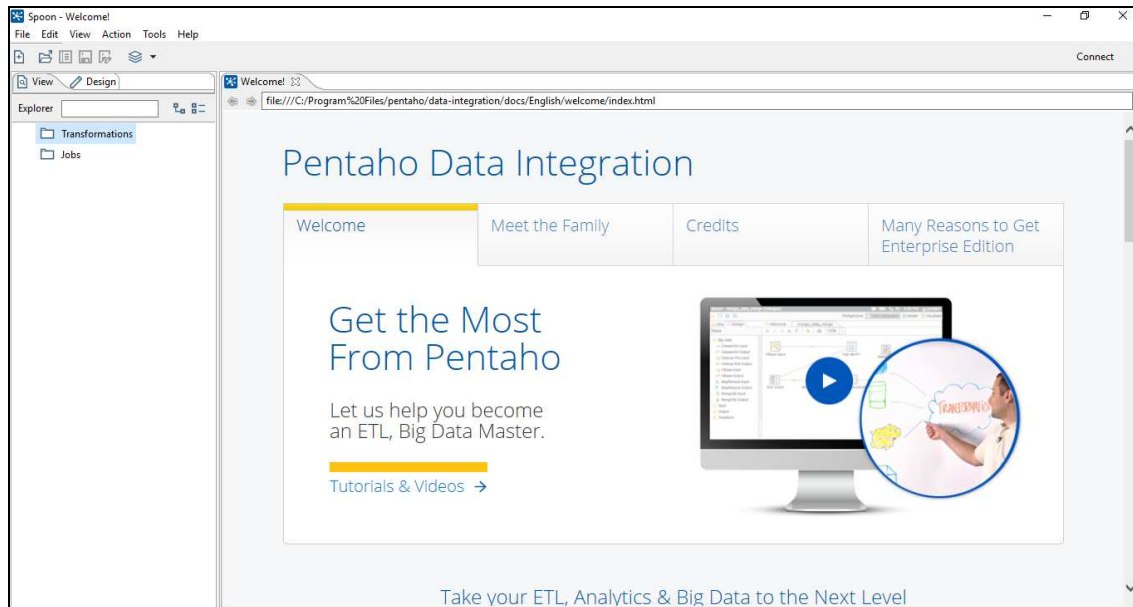 Spoon - Welcome!
File Edit View Action Tools Help
Connect
View Design
Welcome!
Explorer
file:///C:/Program%20Files/pentaho/data-integration/docs/English/welcome/index.html
Transformations
Jobs
Pentaho Data Integration
Welcome
Meet the Family
Credits
Many Reasons to Get
Enterprise Edition
Get the Most
From Pentaho
Let us help you become
an ETL, Big Data Master.
Tutorials & Videos →
TRANSFORMATION
Take your ETL, Analytics & Big Data to the Next Level